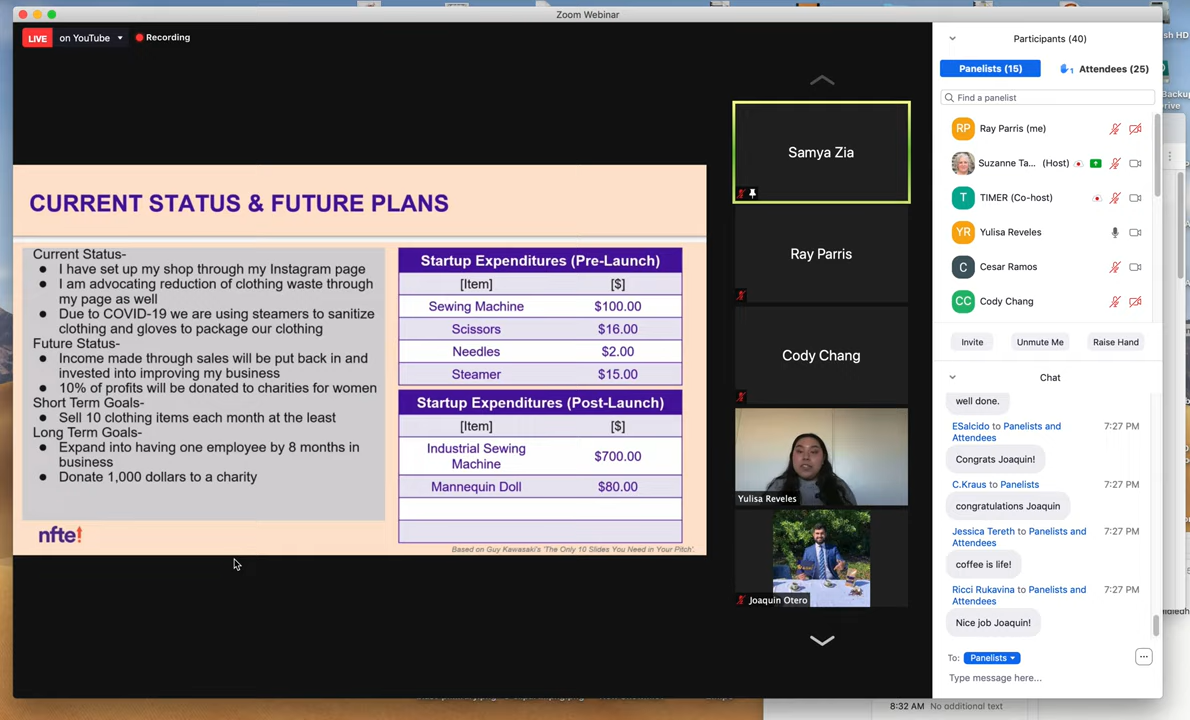 Zoom Webinar
LIVE on YouTube Recording
CURRENT STATUS & FUTURE PLANS
Current Status-
● I have set up my shop through my Instagram page
● I am advocating reduction of clothing waste through
my page as well
● Due to COVID-19 we are using steamers to sanitize
clothing and gloves to package our clothing
Future Status-
● Income made through sales will be put back in and
invested into improving my business
● 10% of profits will be donated to charities for women
Short Term Goals-
● Sell 10 clothing items each month at the least
Long Term Goals-
● Expand into having one employee by 8 months in
business
● Donate 1,000 dollars to a charity
nfte!
Startup Expenditures (Pre-Launch)
[Item] [$]
Sewing Machine $100.00
Scissors $16.00
Needles $2.00
Steamer $15.00
Startup Expenditures (Post-Launch)
[Item] [$]
Industrial Sewing
Machine $700.00
Mannequin Doll $80.00
Based on Guy Kawasaki's 'The Only 10 Slides You Need in Your Pitch'.
Samya Zia
Ray Parris
Cody Chang
Yulisa Reveles
Joaquin Otero
Participants (40)
Panelists (15) 1 Attendees (25)
Find a panelist
RP Ray Parris (me)
Suzanne Ta... (Host)
T TIMER (Co-host)
YR Yulisa Reveles
C Cesar Ramos
CC Cody Chang
Invite Unmute Me Raise Hand
Chat
well done.
ESalcido to Panelists and 7:27 PM
Attendees
Congrats Joaquin!
C.Kraus to Panelists 7:27 PM
congratulations Joaquin
Jessica Tereth to Panelists and 7:27 PM
Attendees
coffee is life!
Ricci Rukavina to Panelists and 7:27 PM
Attendees
Nice job Joaquin!
To: Panelists
Type message here...
8:32 AM No additional text
sh HD
Backup
rive